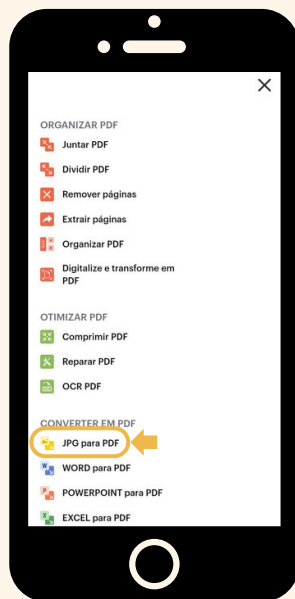 ORGANIZAR PDF
Juntar PDF
Dividir PDF
Remover páginas
Extrair páginas
Organizar PDF
Digitalize e transforme em
PDF
OTIMIZAR PDF
Comprimir PDF
Reparar PDF
OCR PDF
CONVERTER EM PDF
JPG para PDF
WORD para PDF
POWERPOINT para PDF
EXCEL para PDF